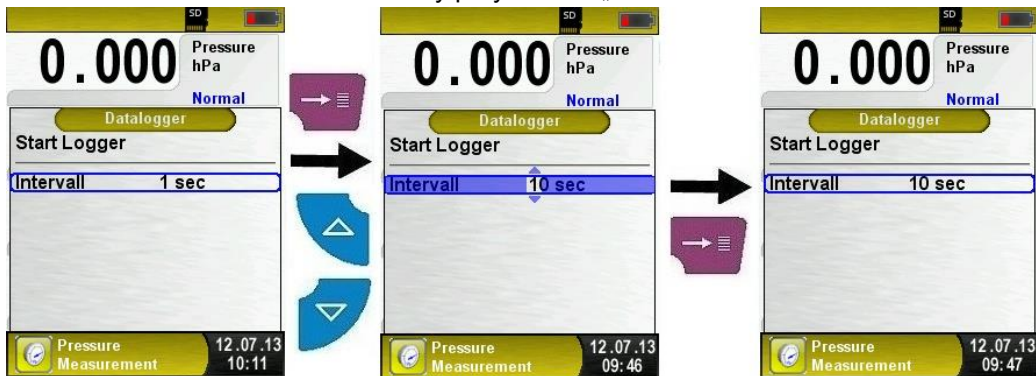 SD
0.000
Pressure
hPa
Normal
Datalogger
Start Logger
Intervall 1 sec
Pressure
Measurement
12.07.13
10:11
SD
0.000
Pressure
hPa
Normal
Datalogger
Start Logger
Intervall 10 sec
Pressure
Measurement
12.07.13
09:46
SD
0.000
Pressure
hPa
Normal
Datalogger
Start Logger
Intervall 10 sec
Pressure
Measurement
12.07.13
09:47